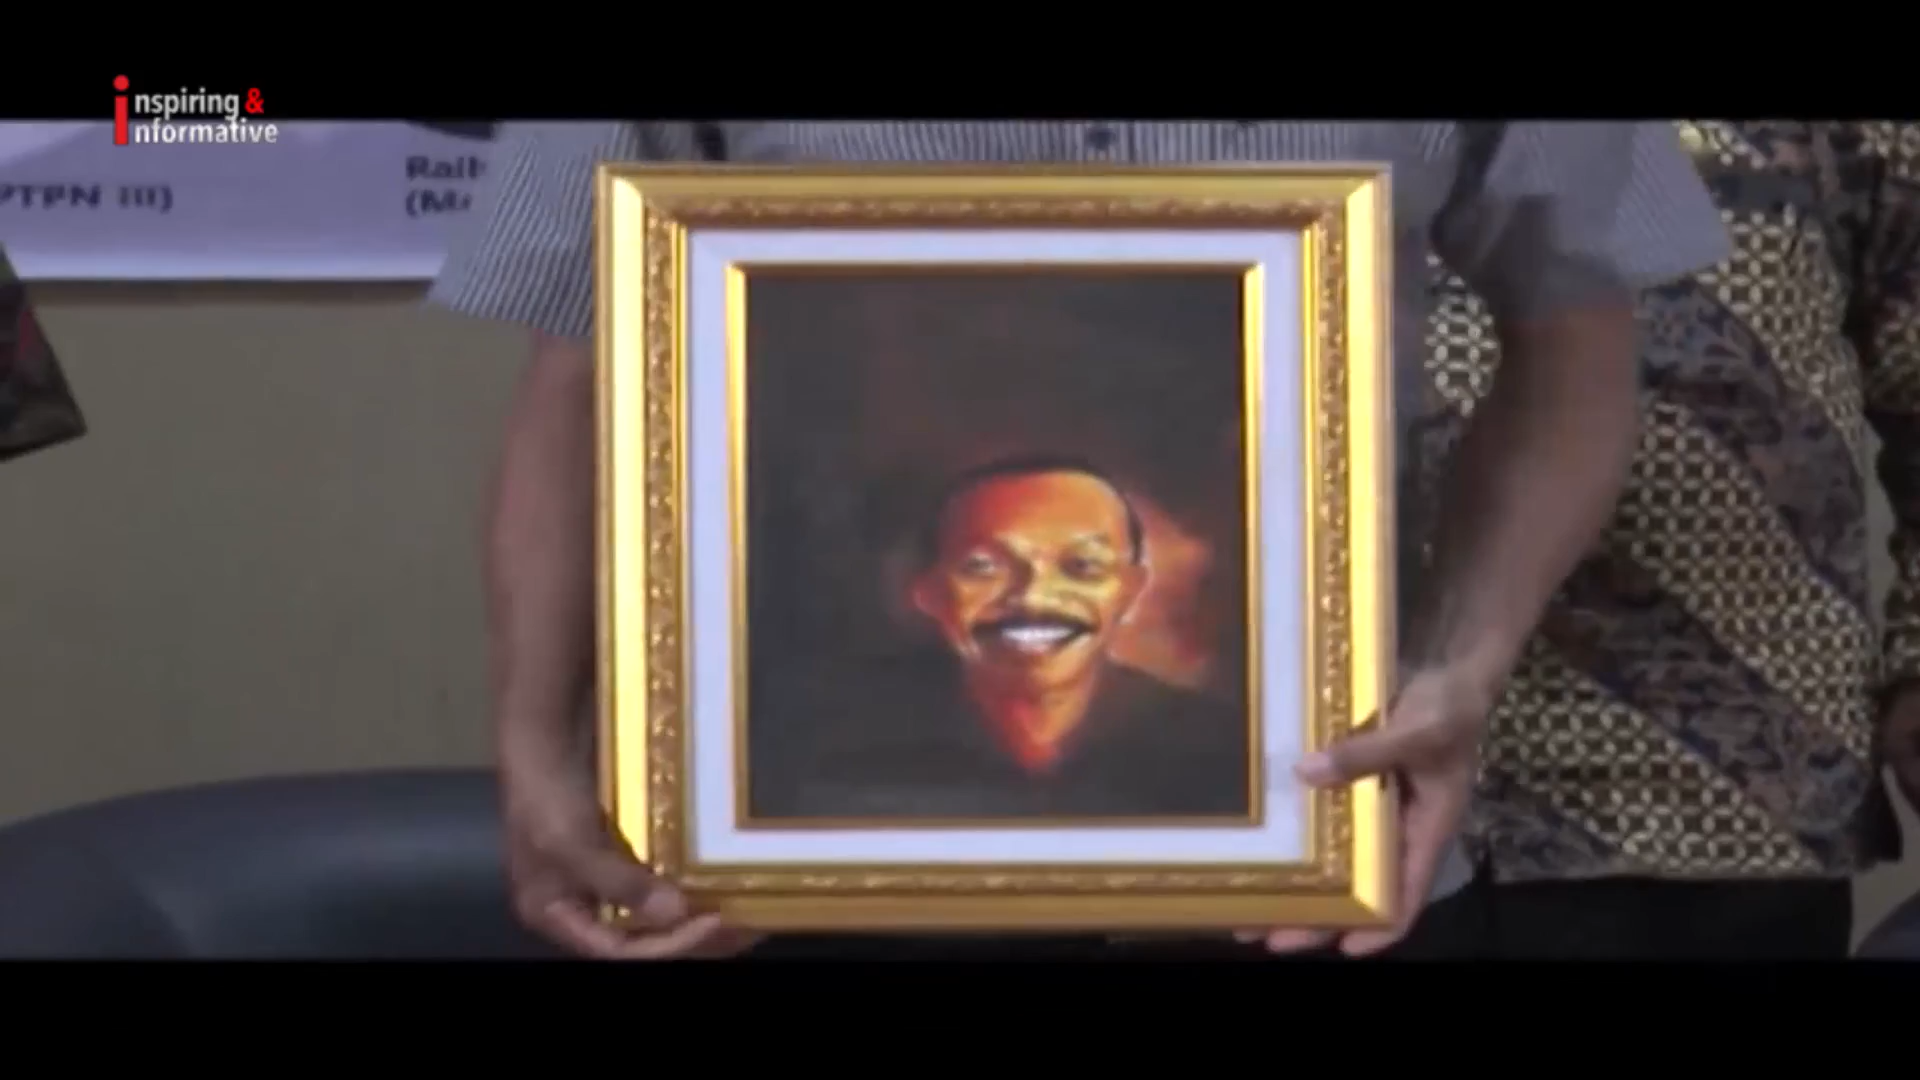 inspiring &
informative
PTPN III)